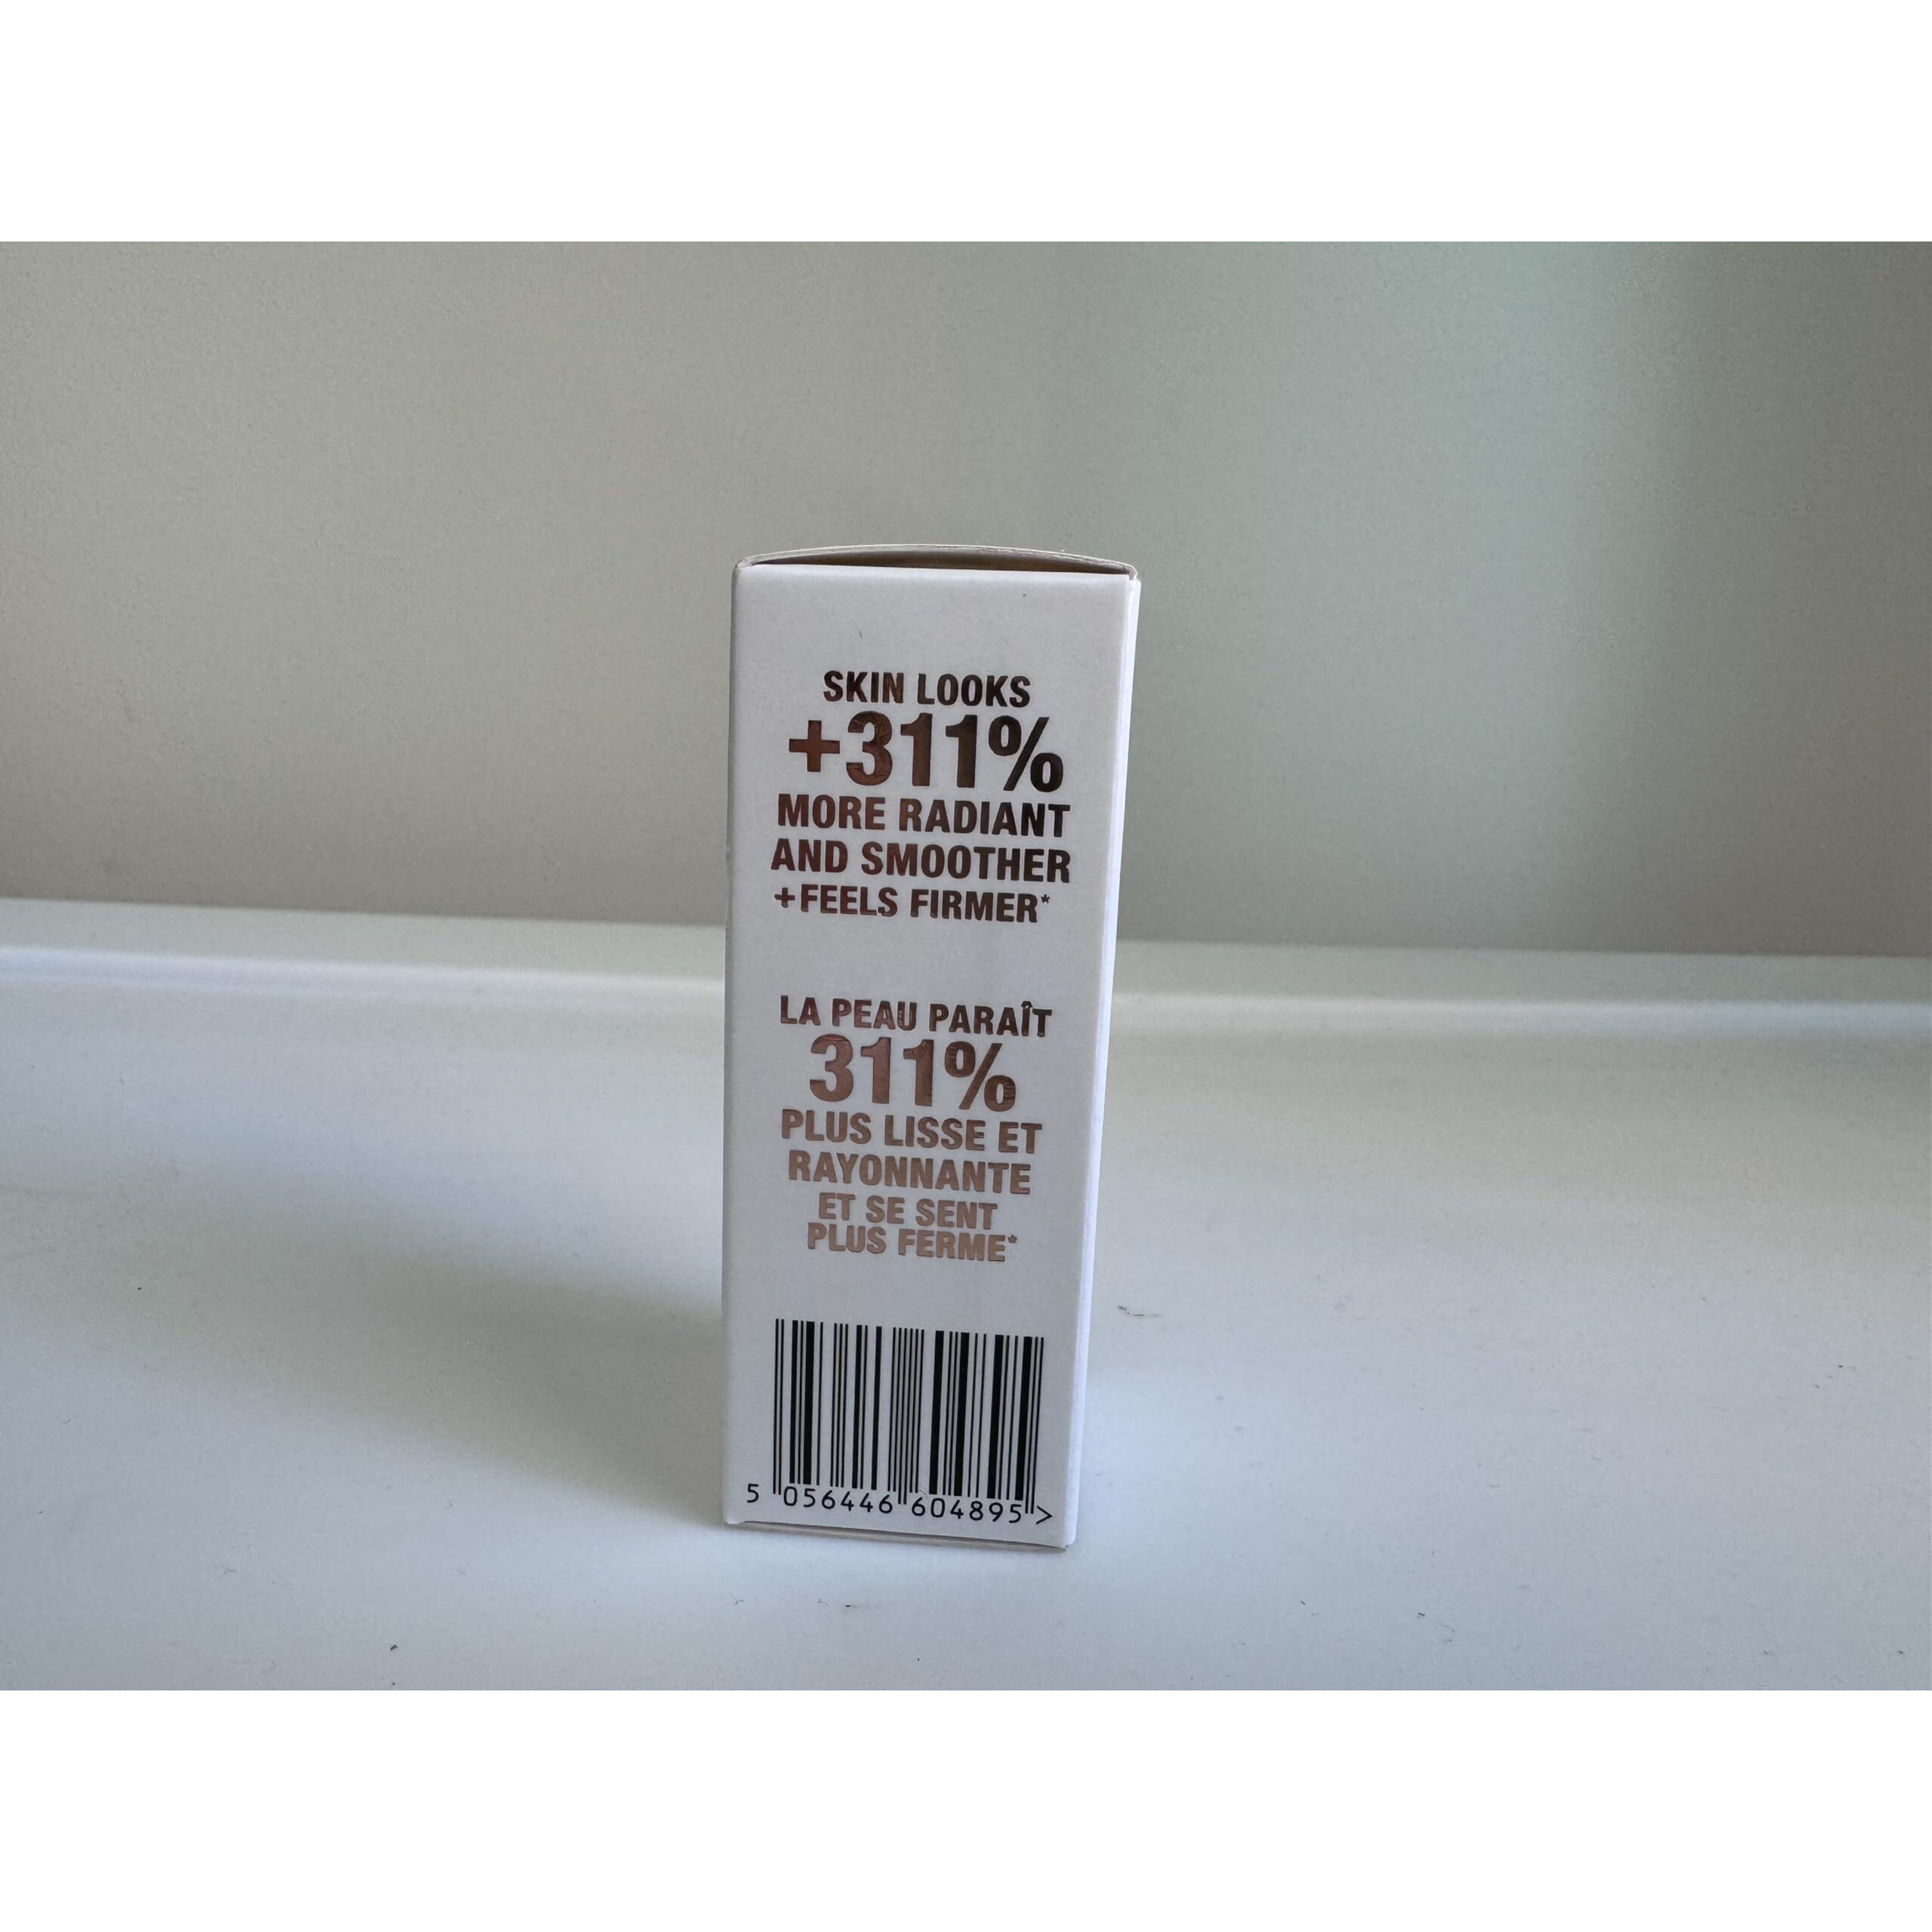 SKIN LOOKS
+311%
MORE RADIANT
AND SMOOTHER
+FEELS FIRMER*
LA PEAU PARAÎT
311%
PLUS LISSE ET
RAYONNANTE
ET SE SENT
PLUS FERME*
5 056446 604895 >